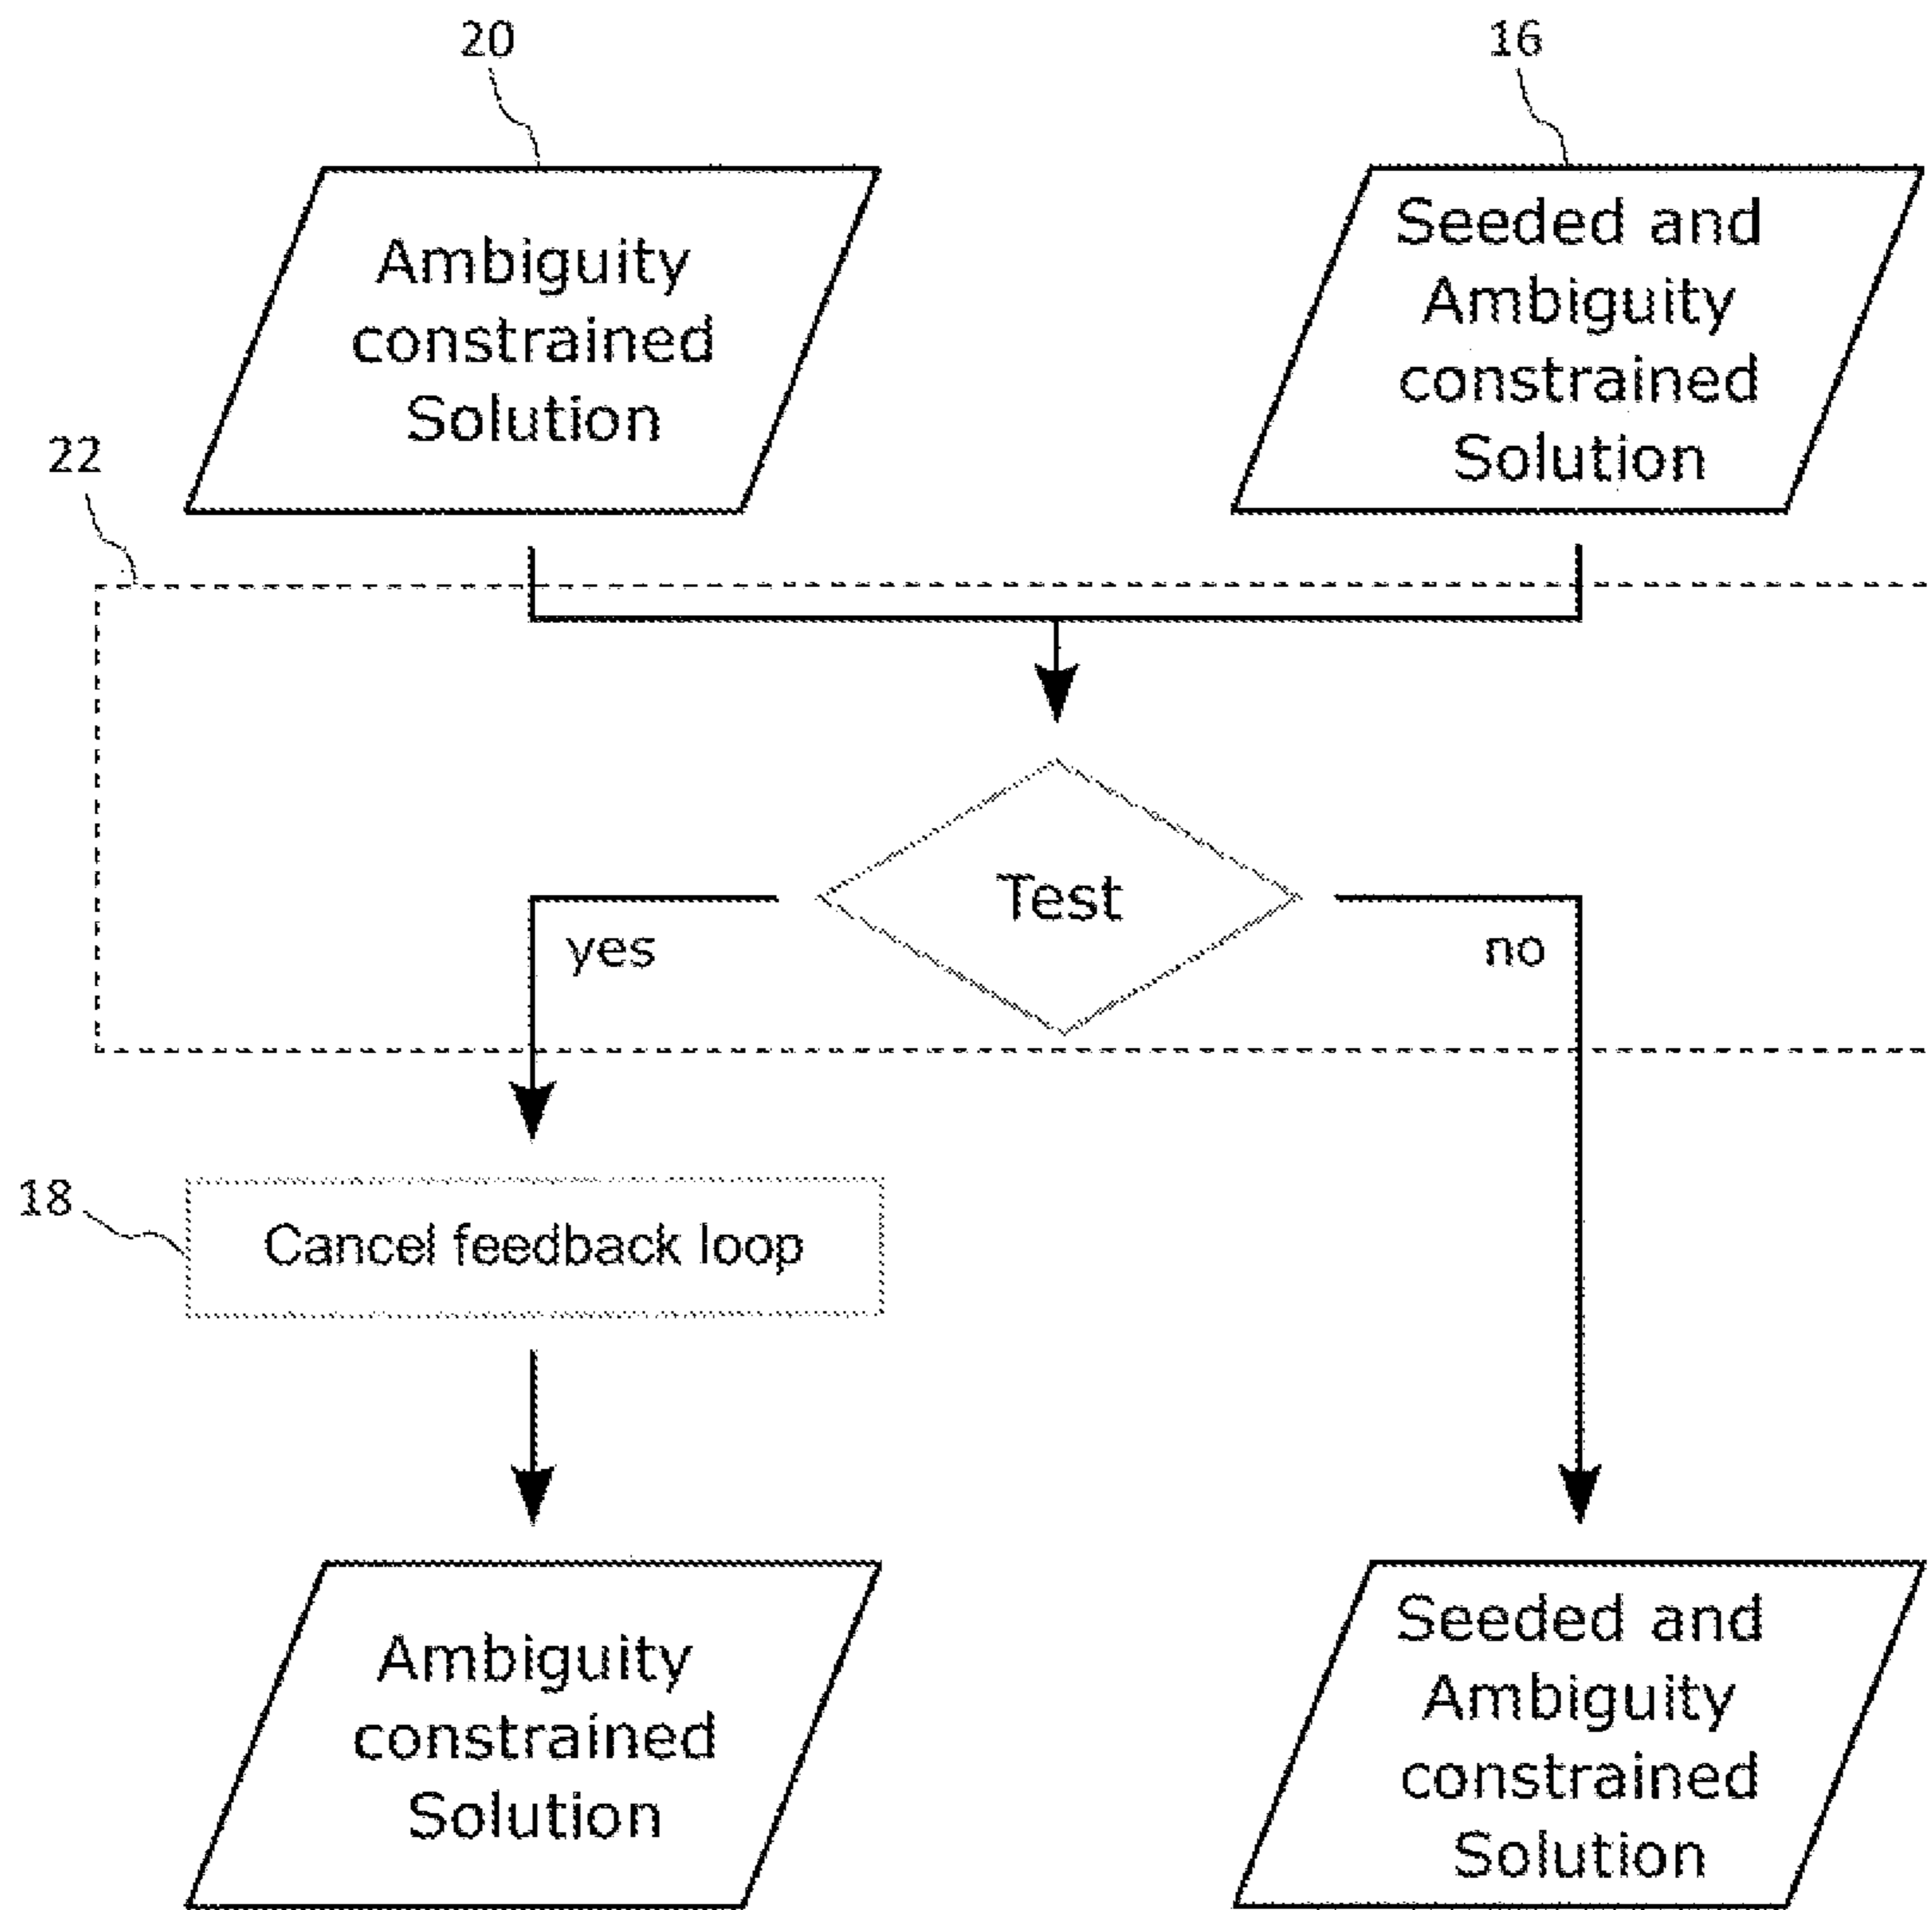 20
16
Ambiguity
constrained
Solution
Seeded and
Ambiguity
constrained
Solution
22
Test
yes
no
18
Cancel feedback loop
Ambiguity
constrained
Solution
Seeded and
Ambiguity
constrained
Solution